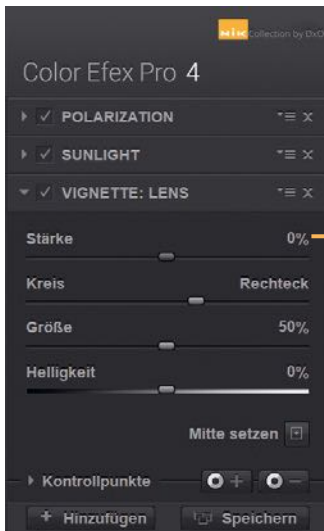 nik Collection by DxO
Color Efex Pro 4
POLARIZATION
SUNLIGHT
VIGNETTE: LENS
Stärke 0%
Kreis Rechteck
Größe 50%
Helligkeit 0%
Mitte setzen
Kontrollpunkte
Hinzufügen Speichern